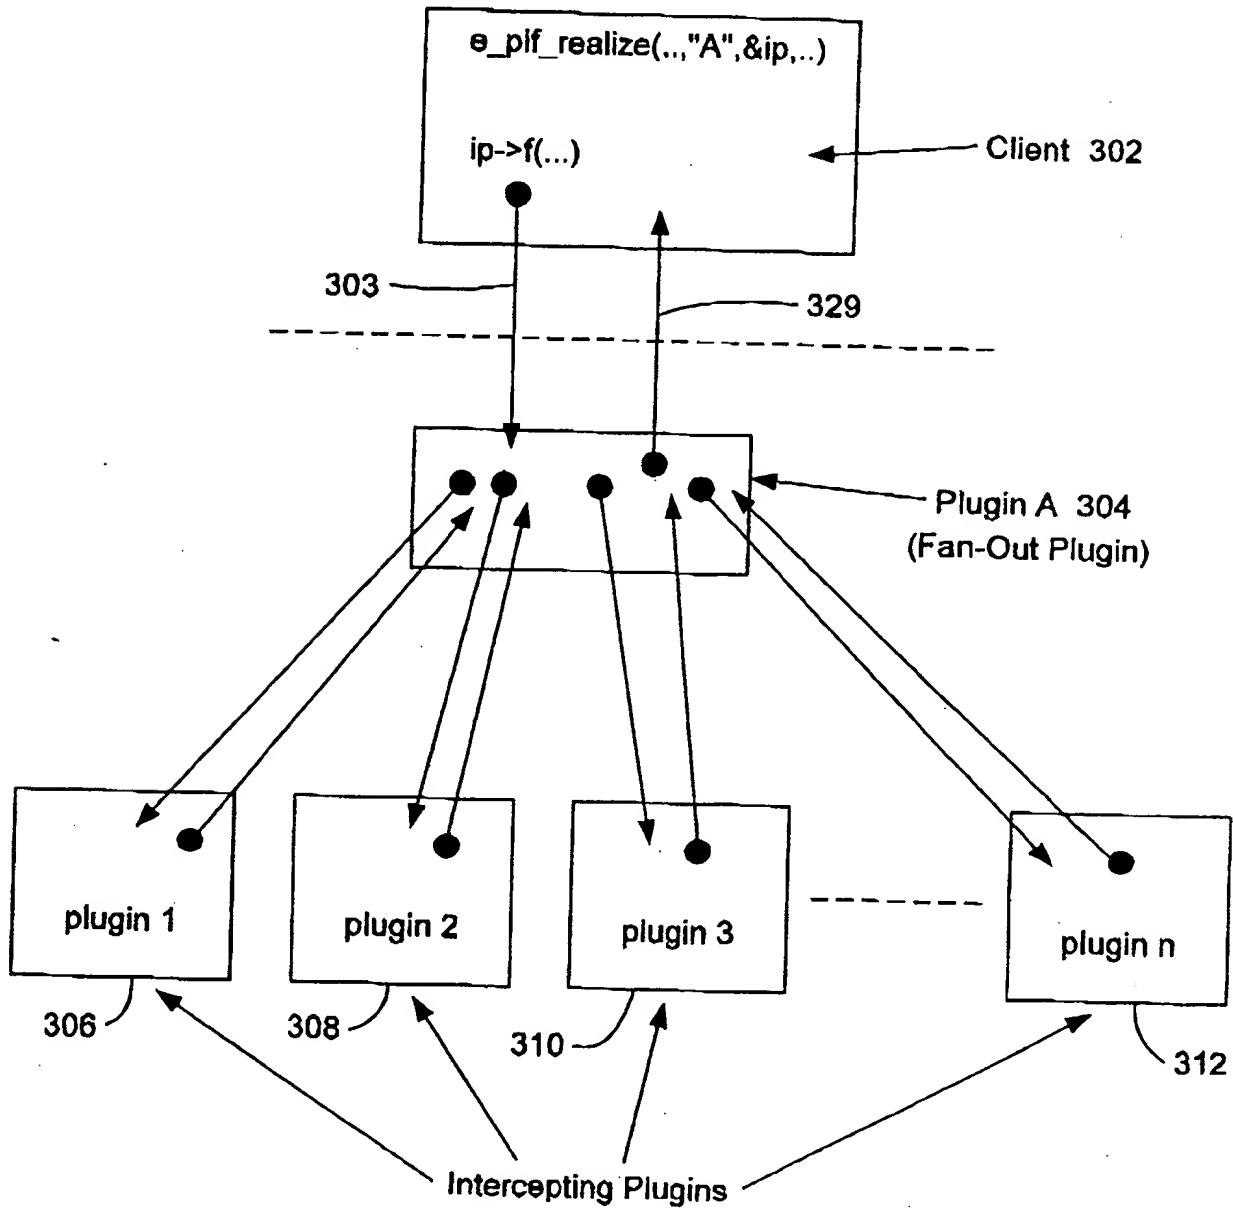 e_pif_realize(..,"A",&ip,..)
ip->f(...)
Client 302
303
329
Plugin A 304
(Fan-Out Plugin)
plugin 1
plugin 2
plugin 3
plugin n
306
308
310
312
Intercepting Plugins